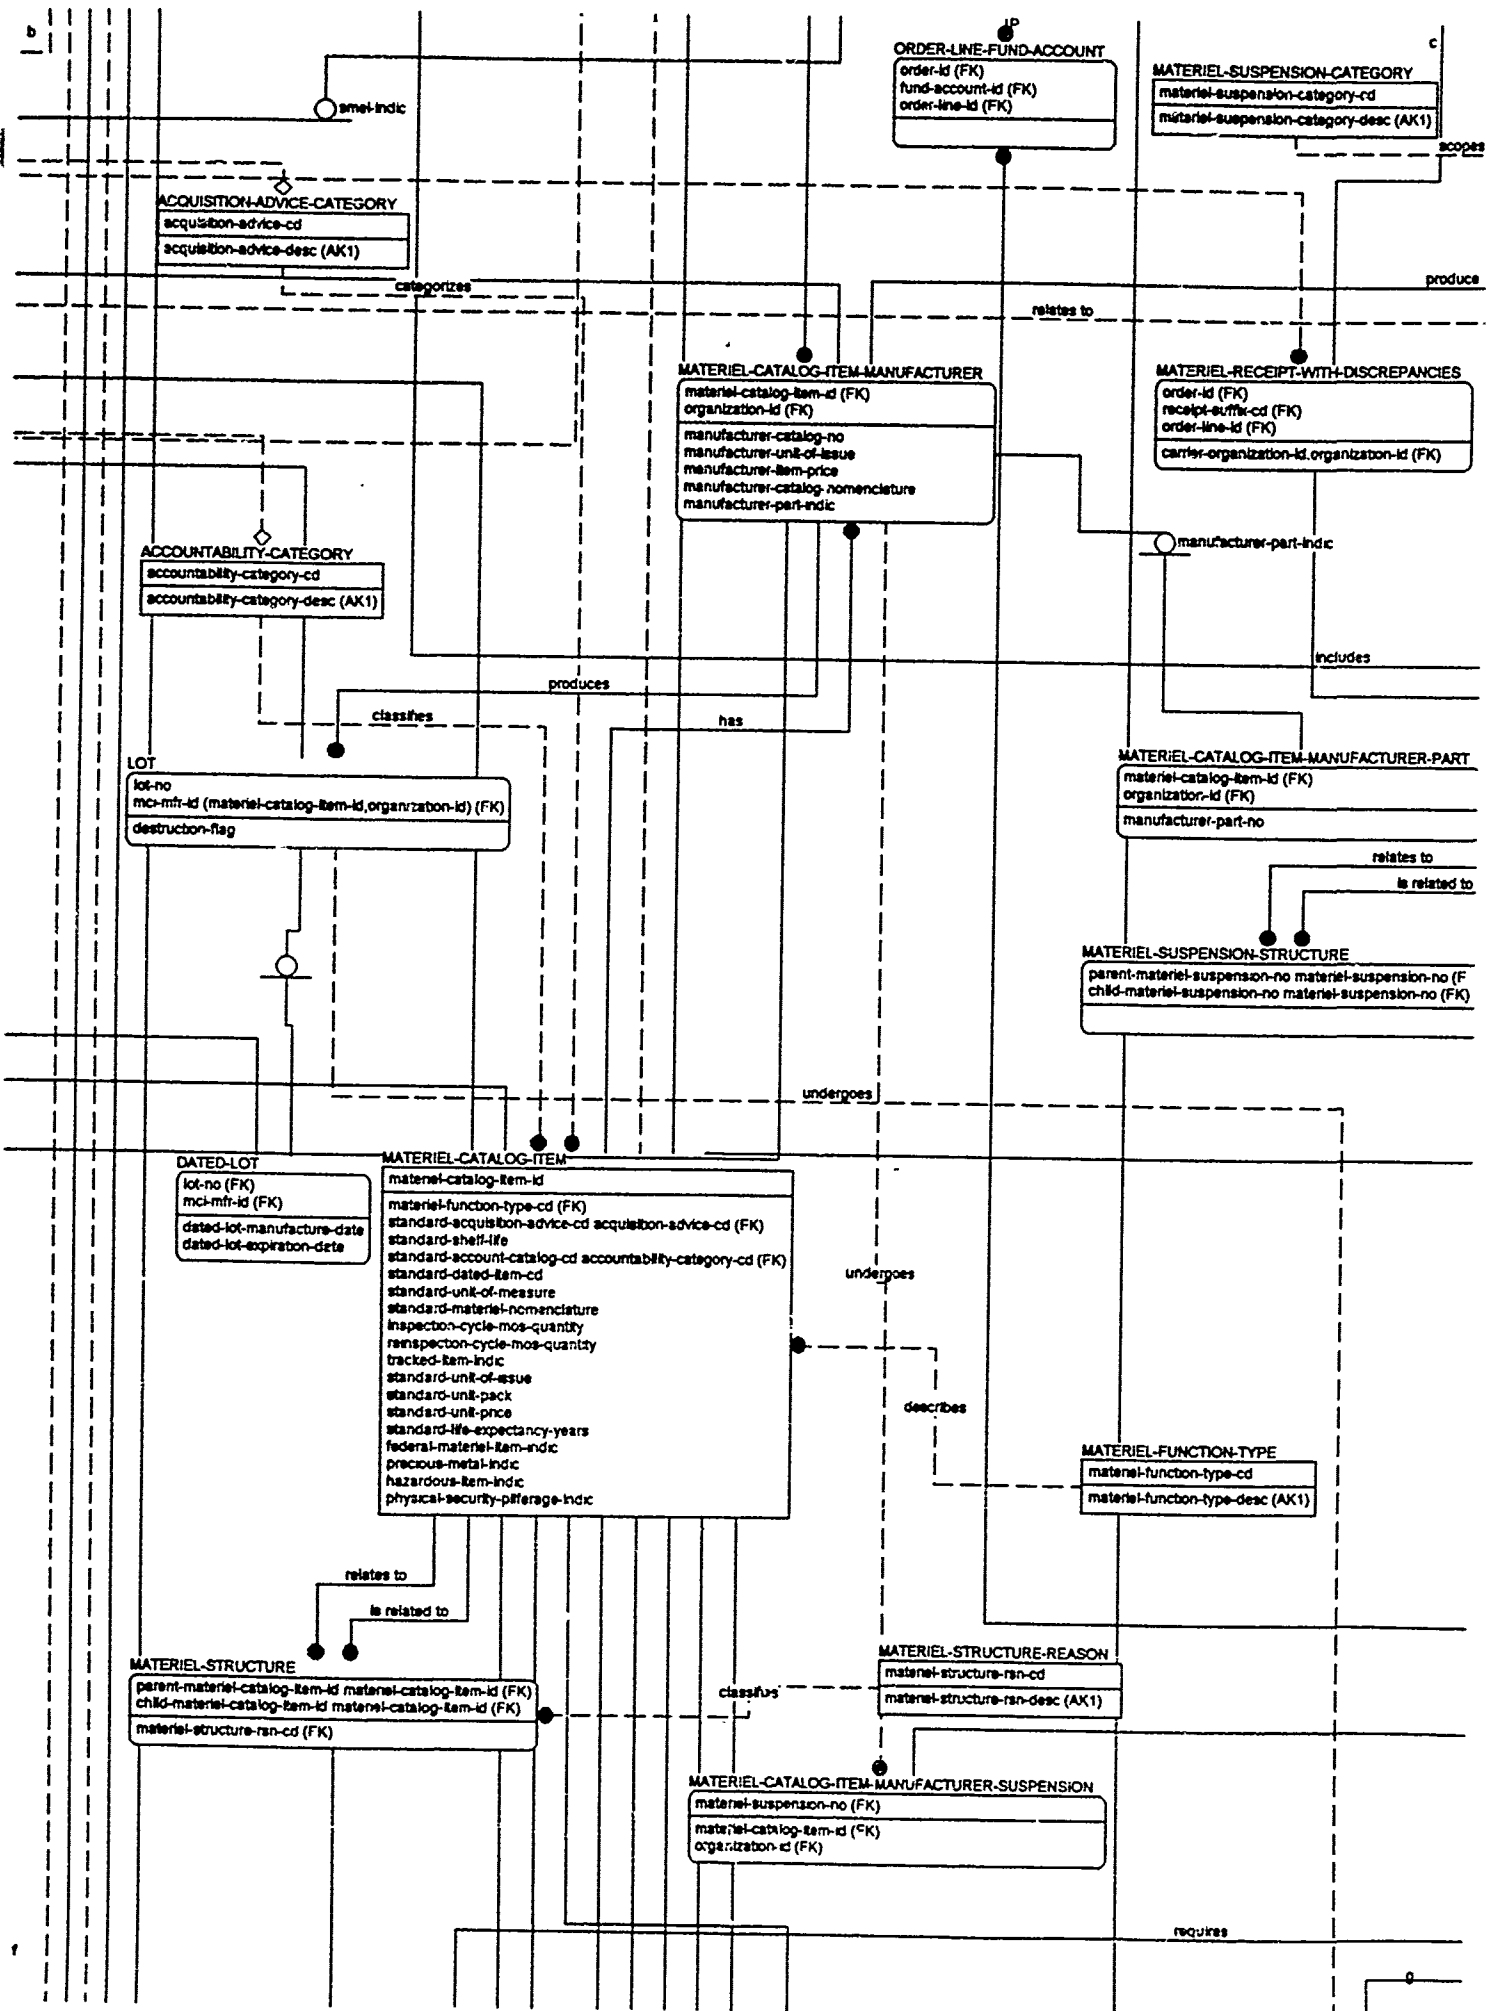 b
IP
c
ORDER-LINE-FUND-ACCOUNT
order-id (FK)
fund-account-id (FK)
order-line-id (FK)
MATERIEL-SUSPENSION-CATEGORY
materiel-suspension-category-cd
materiel-suspension-category-desc (AK1)
scopes
smel-indic
ACQUISITION-ADVICE-CATEGORY
acquisition-advice-cd
acquisition-advice-desc (AK1)
categorizes
produce
relates to
MATERIEL-CATALOG-ITEM-MANUFACTURER
materiel-catalog-item-id (FK)
organization-id (FK)
manufacturer-catalog-no
manufacturer-unit-of-issue
manufacturer-item-price
manufacturer-catalog-nomenclature
manufacturer-part-indic
MATERIEL-RECEIPT-WITH-DISCREPANCIES
order-id (FK)
receipt-suffix-cd (FK)
order-line-id (FK)
carrier-organization-id.organization-id (FK)
manufacturer-part-indic
ACCOUNTABILITY-CATEGORY
accountability-category-cd
accountability-category-desc (AK1)
includes
produces
classifies
has
LOT
lot-no
mci-mfr-id (materiel-catalog-item-id,organization-id) (FK)
destruction-flag
MATERIEL-CATALOG-ITEM-MANUFACTURER-PART
materiel-catalog-item-id (FK)
organization-id (FK)
manufacturer-part-no
relates to
is related to
MATERIEL-SUSPENSION-STRUCTURE
parent-materiel-suspension-no materiel-suspension-no (F
child-materiel-suspension-no materiel-suspension-no (FK)
undergoes
DATED-LOT
lot-no (FK)
mci-mfr-id (FK)
dated-lot-manufacture-date
dated-lot-expiration-date
MATERIEL-CATALOG-ITEM
materiel-catalog-item-id
materiel-function-type-cd (FK)
standard-acquisition-advice-cd acquisition-advice-cd (FK)
standard-shelf-life
standard-account-catalog-cd accountability-category-cd (FK)
standard-dated-item-cd
standard-unit-of-measure
standard-materiel-nomenclature
inspection-cycle-mos-quantity
reinspection-cycle-mos-quantity
tracked-item-indic
standard-unit-of-issue
standard-unit-pack
standard-unit-price
standard-life-expectancy-years
federal-materiel-item-indic
precious-metal-indic
hazardous-item-indic
physical-security-pilferage-indic
undergoes
describes
MATERIEL-FUNCTION-TYPE
materiel-function-type-cd
materiel-function-type-desc (AK1)
relates to
is related to
MATERIEL-STRUCTURE
parent-materiel-catalog-item-id materiel-catalog-item-id (FK)
child-materiel-catalog-item-id materiel-catalog-item-id (FK)
materiel-structure-rsn-cd (FK)
classifies
MATERIEL-STRUCTURE-REASON
materiel-structure-rsn-cd
materiel-structure-rsn-desc (AK1)
MATERIEL-CATALOG-ITEM-MANUFACTURER-SUSPENSION
materiel-suspension-no (FK)
materiel-catalog-item-id (FK)
organization-id (FK)
requires
f
g